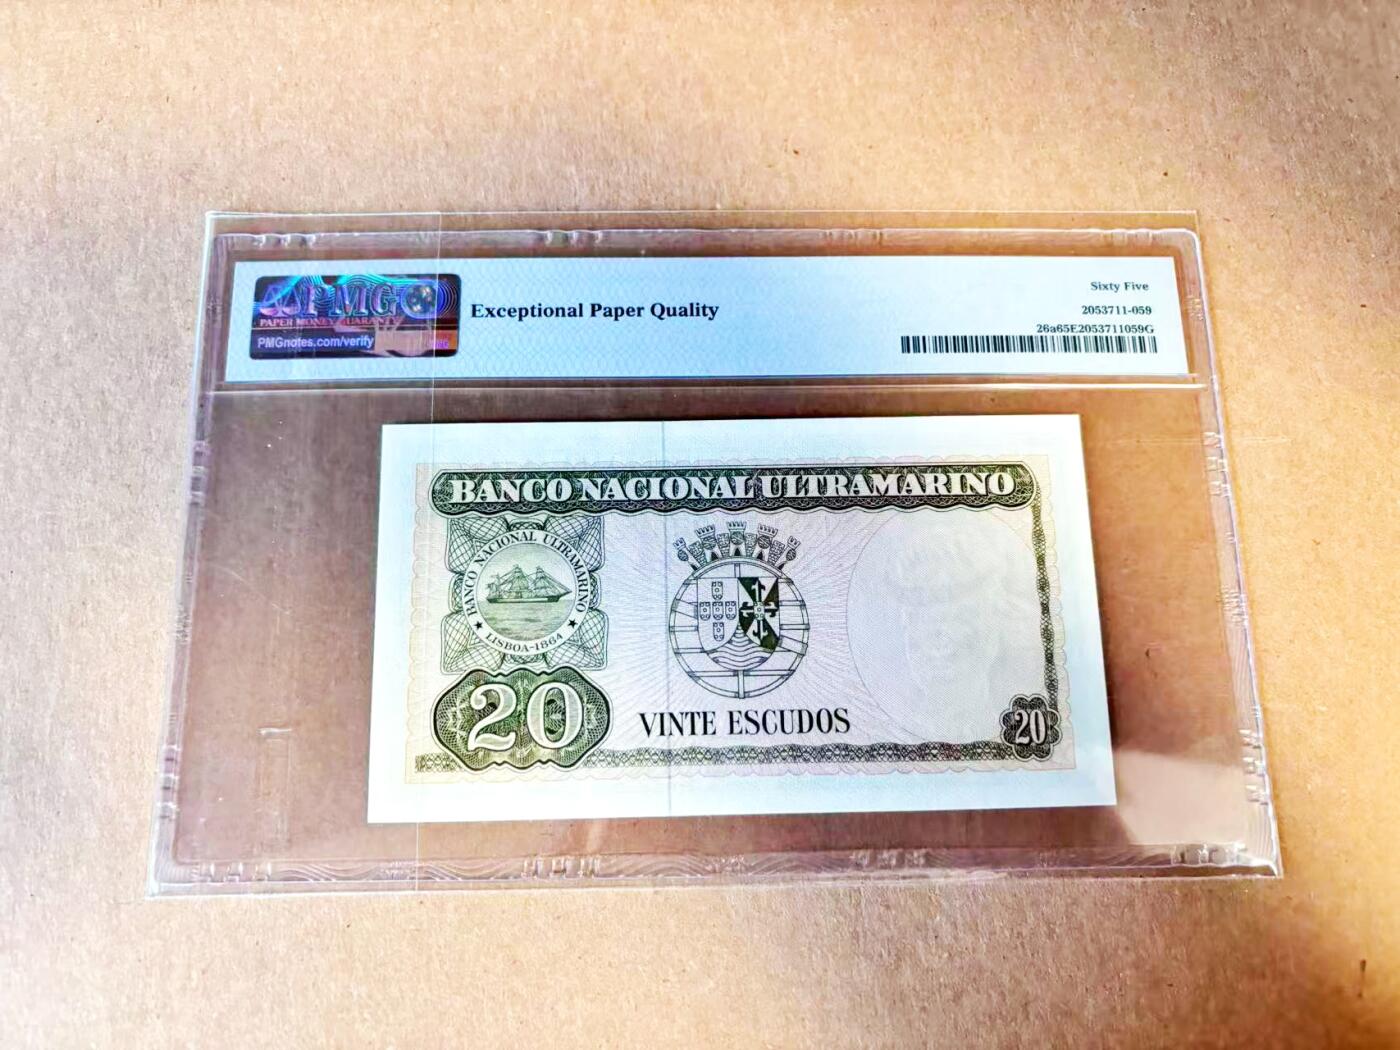 PMG
PAPER MONEY GUARANTY
PMGnotes.com/verify
Exceptional Paper Quality
Sixty Five
2053711-059
26a65E2053711059G
BANCO NACIONAL ULTRAMARINO
BANCO NACIONAL ULTRAMARINO
★ LISBOA-1864 ★
20
VINTE ESCUDOS
20